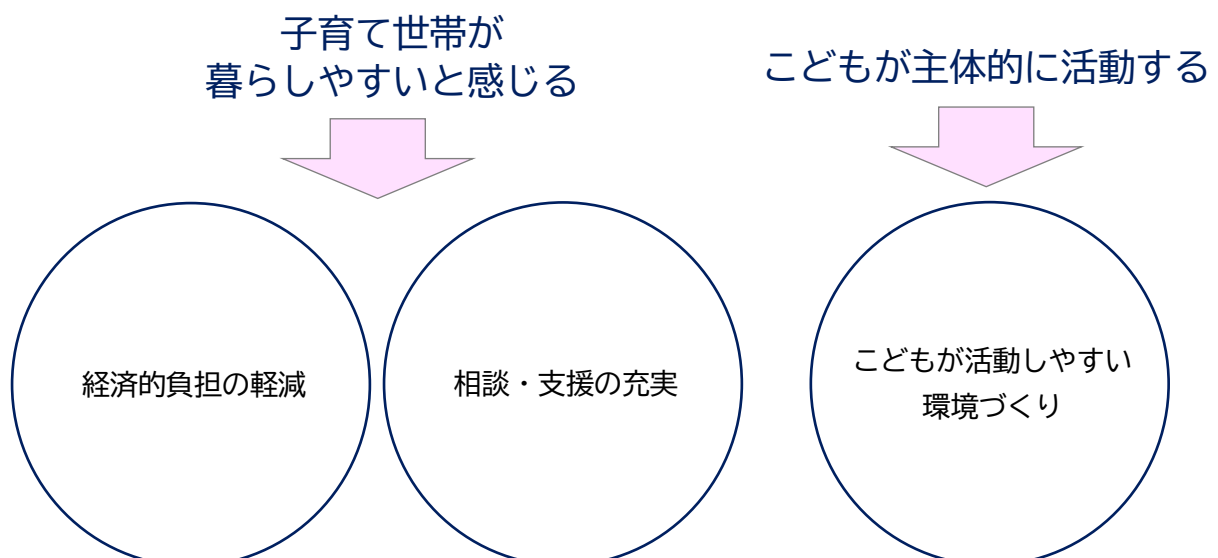 子育て世帯が
暮らしやすいと感じる
こどもが主体的に活動する
経済的負担の軽減
相談・支援の充実
こどもが活動しやすい
環境づくり